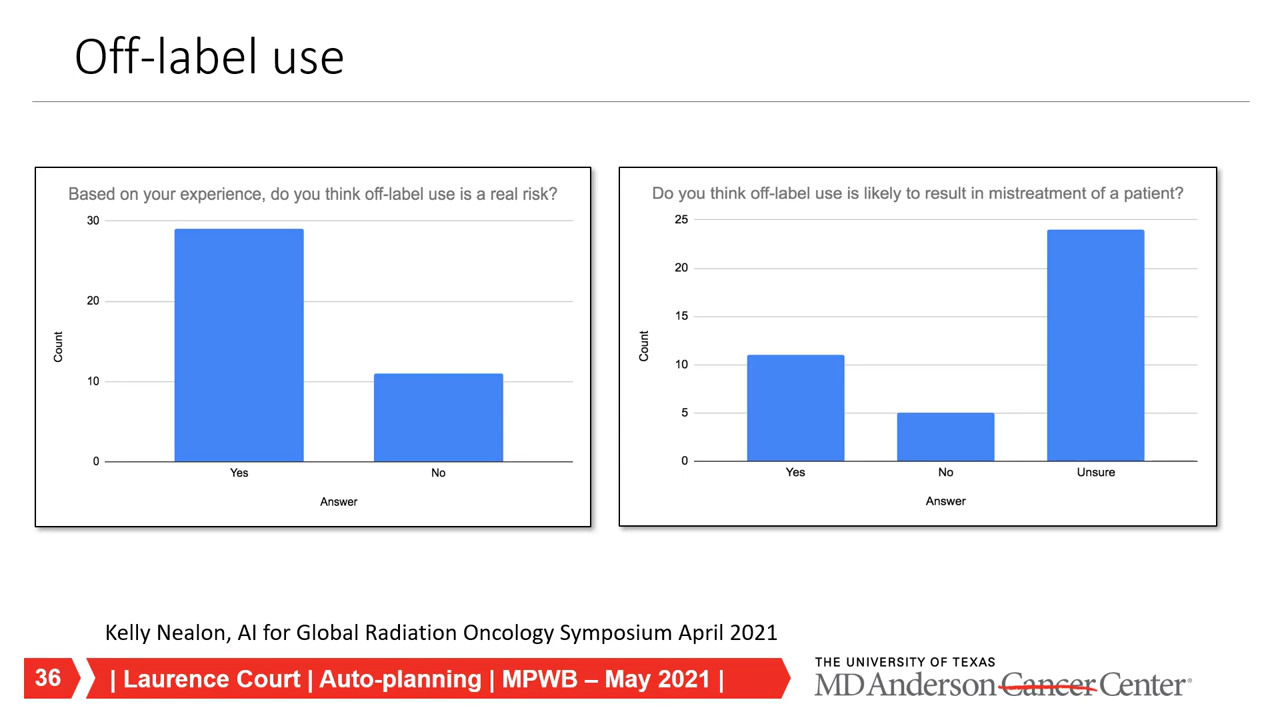 Off-label use
Based on your experience, do you think off-label use is a real risk?
30
20
10
0
Count
Yes No
Answer
Do you think off-label use is likely to result in mistreatment of a patient?
25
20
15
10
5
0
Count
Yes No Unsure
Answer
Kelly Nealon, AI for Global Radiation Oncology Symposium April 2021
36 | Laurence Court | Auto-planning | MPWB – May 2021 |
THE UNIVERSITY OF TEXAS
MD Anderson Cancer Center®